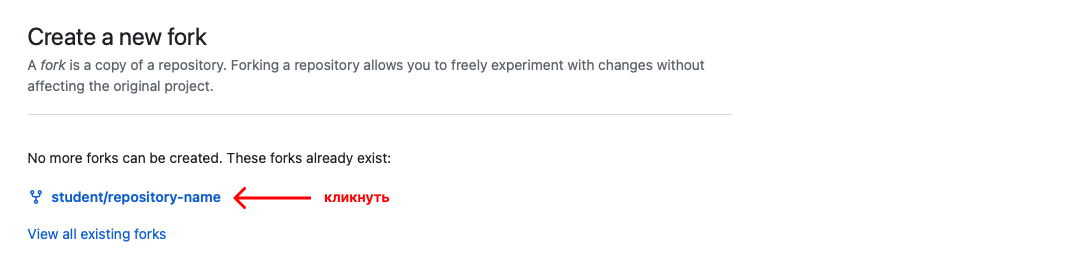 Create a new fork
A fork is a copy of a repository. Forking a repository allows you to freely experiment with changes without
affecting the original project.
No more forks can be created. These forks already exist:
student/repository-name кликнуть
View all existing forks